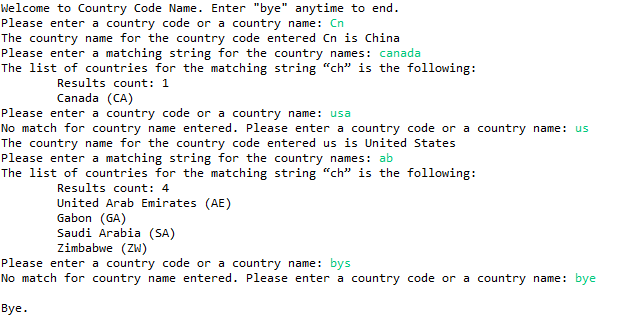 Welcome to Country Code Name. Enter "bye" anytime to end.
Please enter a country code or a country name: Cn
The country name for the country code entered Cn is China
Please enter a matching string for the country names: canada
The list of countries for the matching string “ch” is the following:
Results count: 1
Canada (CA)
Please enter a country code or a country name: usa
No match for country name entered. Please enter a country code or a country name: us
The country name for the country code entered us is United States
Please enter a matching string for the country names: ab
The list of countries for the matching string “ch” is the following:
Results count: 4
United Arab Emirates (AE)
Gabon (GA)
Saudi Arabia (SA)
Zimbabwe (ZW)
Please enter a country code or a country name: bys
No match for country name entered. Please enter a country code or a country name: bye
Bye.